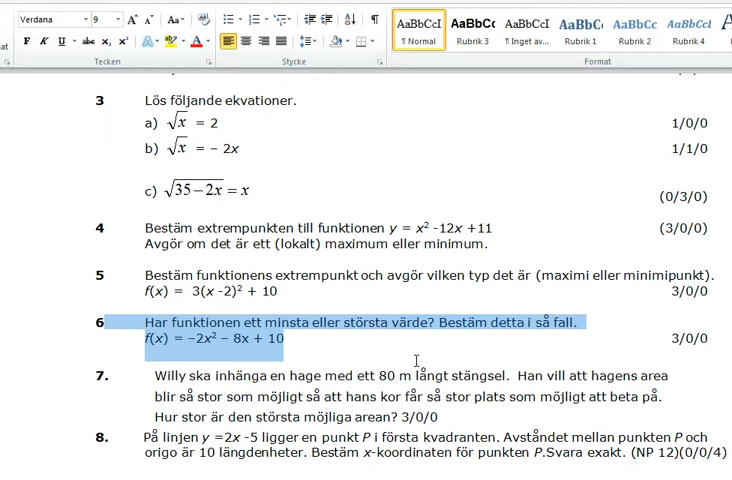 Verdana 9 A A Aa AaBbCcI AaBbCc AaBbCcI AaBbC AaBbCc AaBbCcI
¶ Normal Rubrik 3 ¶ Inget av... Rubrik 1 Rubrik 2 Rubrik 4
F K U abc x₂ x² A ab A
Tecken Stycke Format
3 Lös följande ekvationer.
a) √x = 2 1/0/0
b) √x = – 2x 1/1/0
c) √35−2x = x (0/3/0)
4 Bestäm extrempunkten till funktionen y = x² -12x +11 (3/0/0)
Avgör om det är ett (lokalt) maximum eller minimum.
5 Bestäm funktionens extrempunkt och avgör vilken typ det är (maximi eller minimipunkt).
f(x) = 3(x -2)² + 10 3/0/0
6 Har funktionen ett minsta eller största värde? Bestäm detta i så fall.
f(x) = –2x² – 8x + 10 3/0/0
7. Willy ska inhänga en hage med ett 80 m långt stängsel. Han vill att hagens area
blir så stor som möjligt så att hans kor får så stor plats som möjligt att beta på.
Hur stor är den största möjliga arean? 3/0/0
8. På linjen y =2x -5 ligger en punkt P i första kvadranten. Avståndet mellan punkten P och
origo är 10 längdenheter. Bestäm x-koordinaten för punkten P.Svara exakt. (NP 12)(0/0/4)